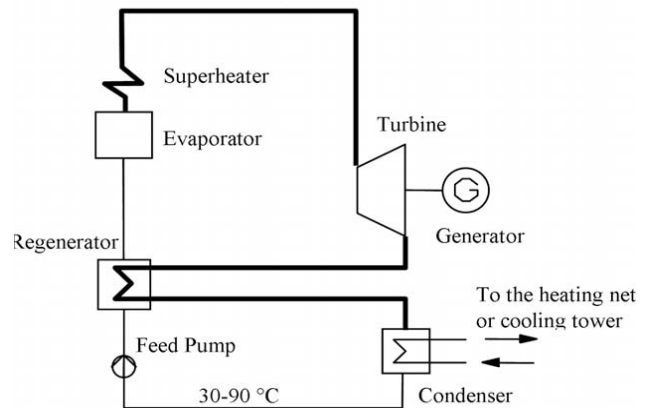 Superheater
Turbine
Evaporator
G
Generator
Regenerator
To the heating net
or cooling tower
Feed Pump
30-90 °C
Condenser